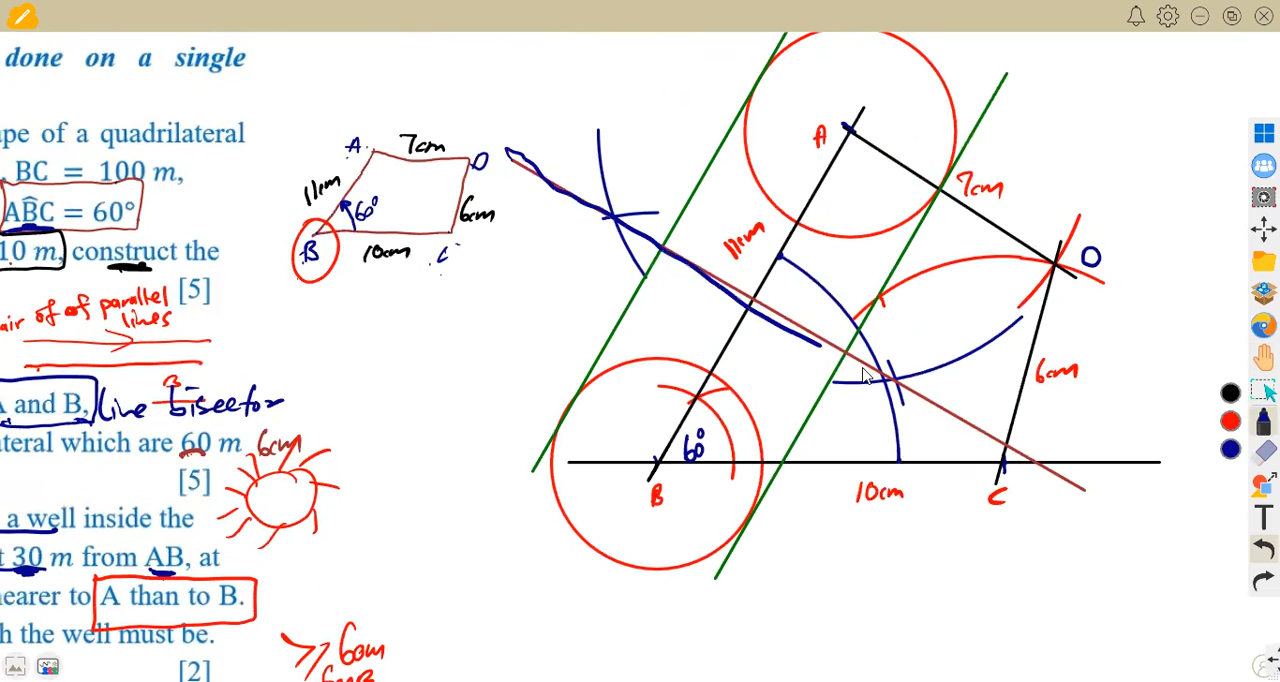 done on a single
ape of a quadrilateral
, BC = 100 m,
AB̂C = 60°
10 m, construct the
[5]
air of of parallel
lines
B
A and B, line bisector
lateral which are 60 m 6cm
[5]
a well inside the
t 30 m from AB, at
nearer to A than to B.
h the well must be.
[2]
A 7cm D
11cm 60° 6cm
B 10cm C
A
7cm
11cm
D
6cm
60°
B 10cm C
6cm
T